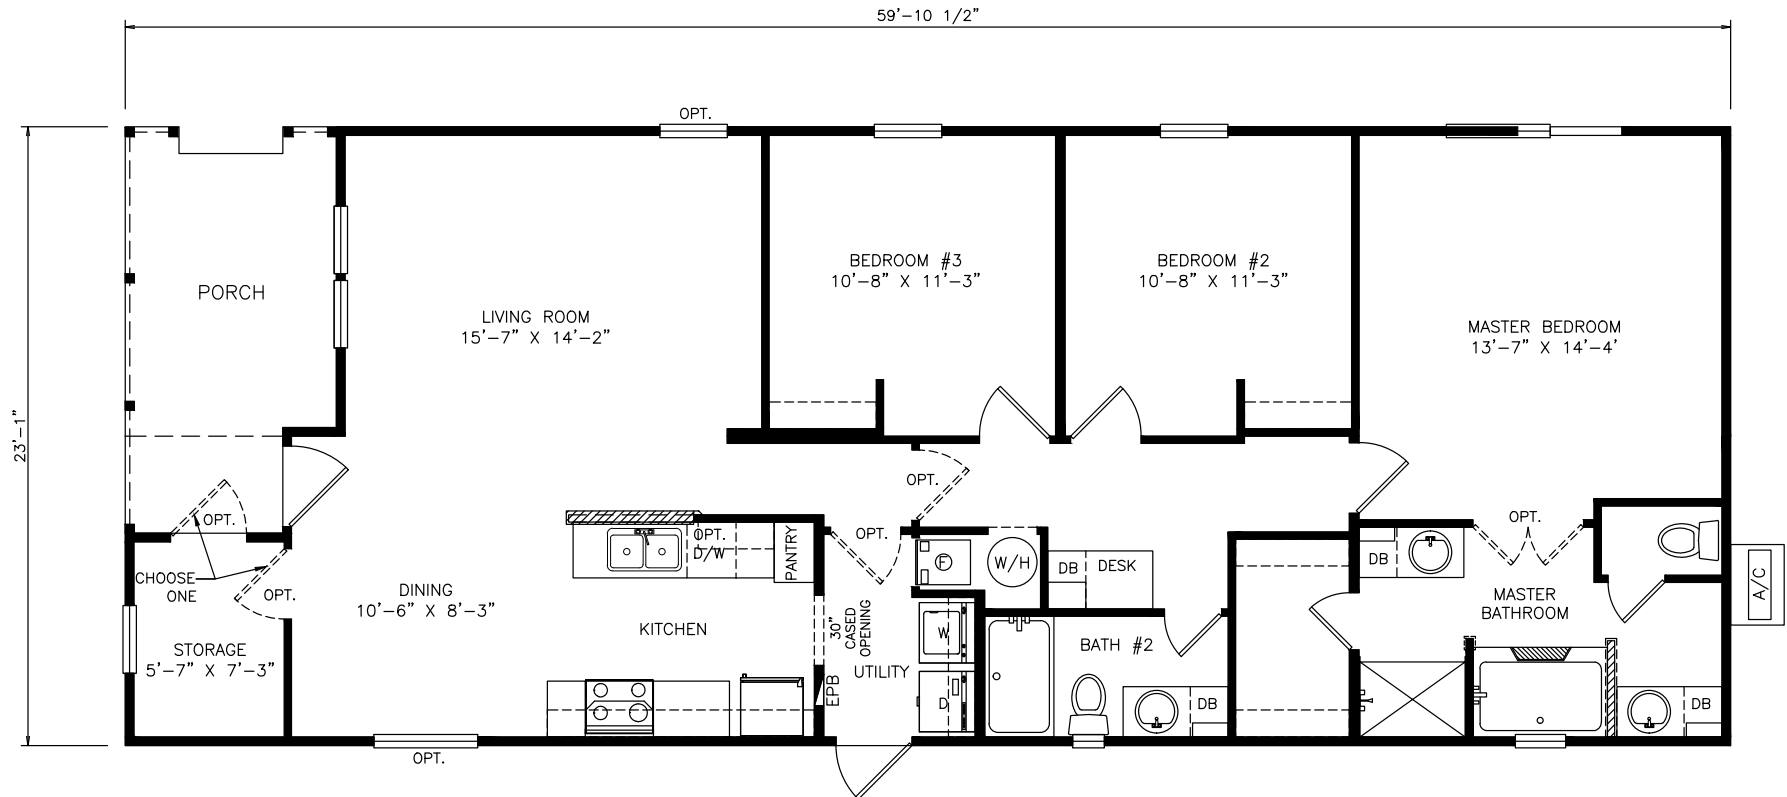 59'-10 1/2"
23'-1"
OPT.
PORCH
LIVING ROOM
15'-7" X 14'-2"
BEDROOM #3
10'-8" X 11'-3"
BEDROOM #2
10'-8" X 11'-3"
MASTER BEDROOM
13'-7" X 14'-4'
OPT.
CHOOSE
ONE
OPT.
STORAGE
5'-7" X 7'-3"
DINING
10'-6" X 8'-3"
OPT.
OPT.
D/W
PANTRY
KITCHEN
30"
CASED
OPENING
EPB
OPT.
OPT.
UTILITY
F
W/H
W
D
DB
DESK
BATH #2
DB
DB
OPT.
MASTER
BATHROOM
DB
A/C